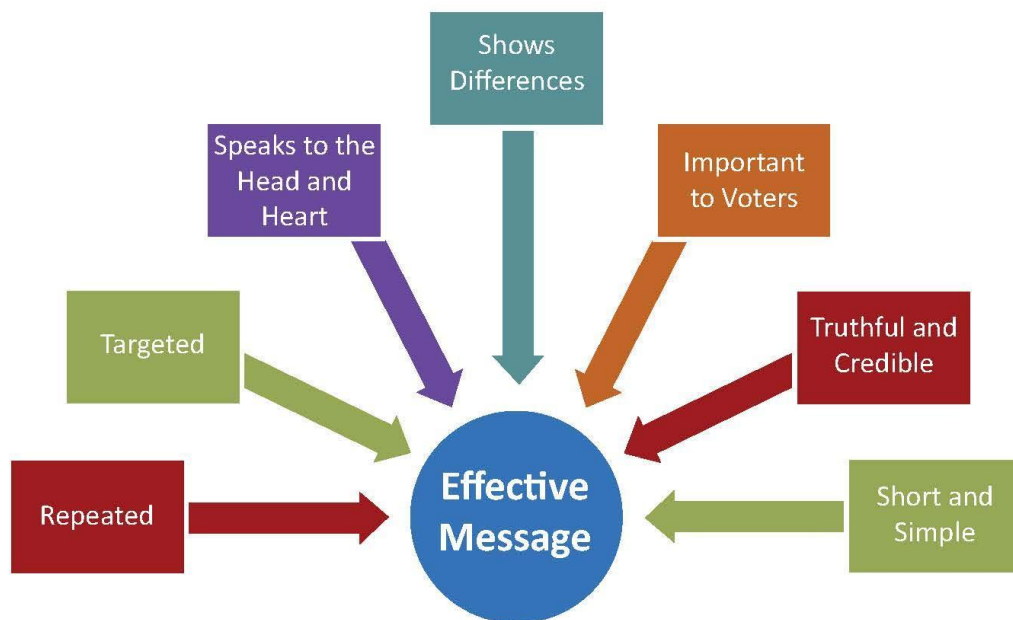 Shows
Differences
Speaks to the
Head and
Heart
Important
to Voters
Targeted
Truthful and
Credible
Repeated
Effective
Message
Short and
Simple